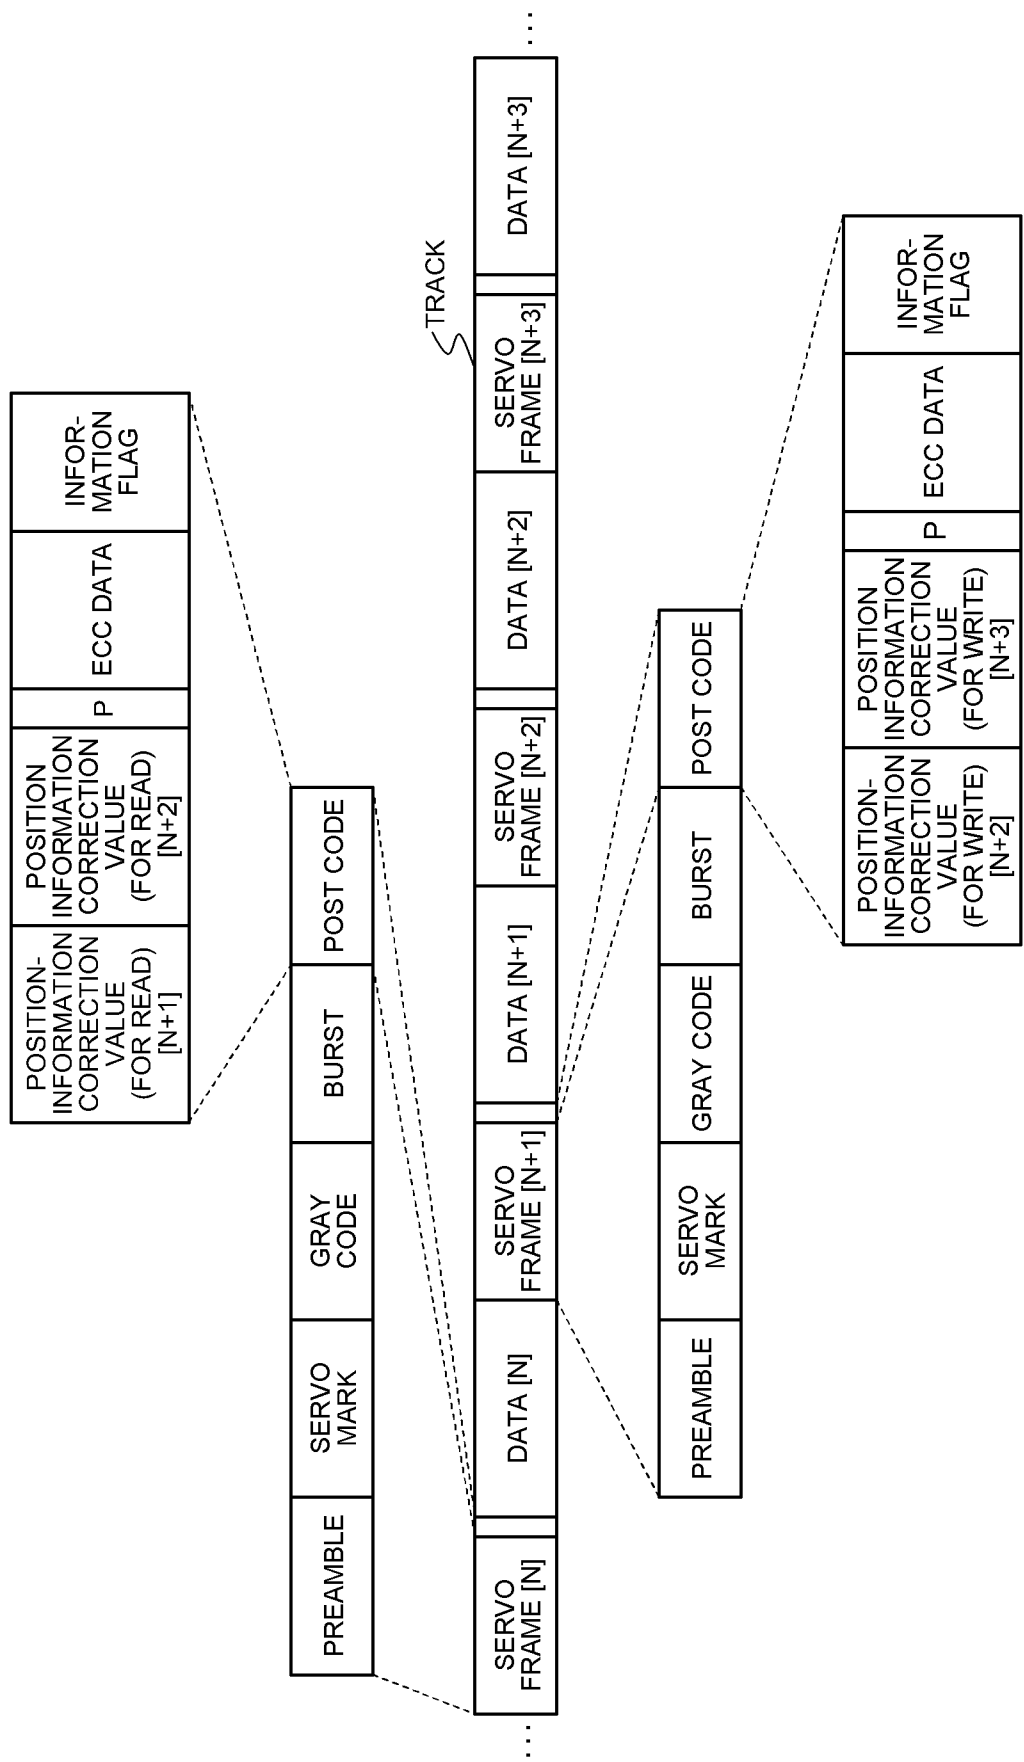 POSITION-
INFORMATION
CORRECTION
VALUE
(FOR READ)
[N+1]
POSITION
INFORMATION
CORRECTION
VALUE
(FOR READ)
[N+2]
P
ECC DATA
INFOR-
MATION
FLAG
PREAMBLE
SERVO
MARK
GRAY
CODE
BURST
POST CODE
TRACK
...
SERVO
FRAME [N]
DATA [N]
SERVO
FRAME [N+1]
DATA [N+1]
SERVO
FRAME [N+2]
DATA [N+2]
SERVO
FRAME [N+3]
DATA [N+3]
...
PREAMBLE
SERVO
MARK
GRAY CODE
BURST
POST CODE
POSITION-
INFORMATION
CORRECTION
VALUE
(FOR WRITE)
[N+2]
POSITION
INFORMATION
CORRECTION
VALUE
(FOR WRITE)
[N+3]
P
ECC DATA
INFOR-
MATION
FLAG